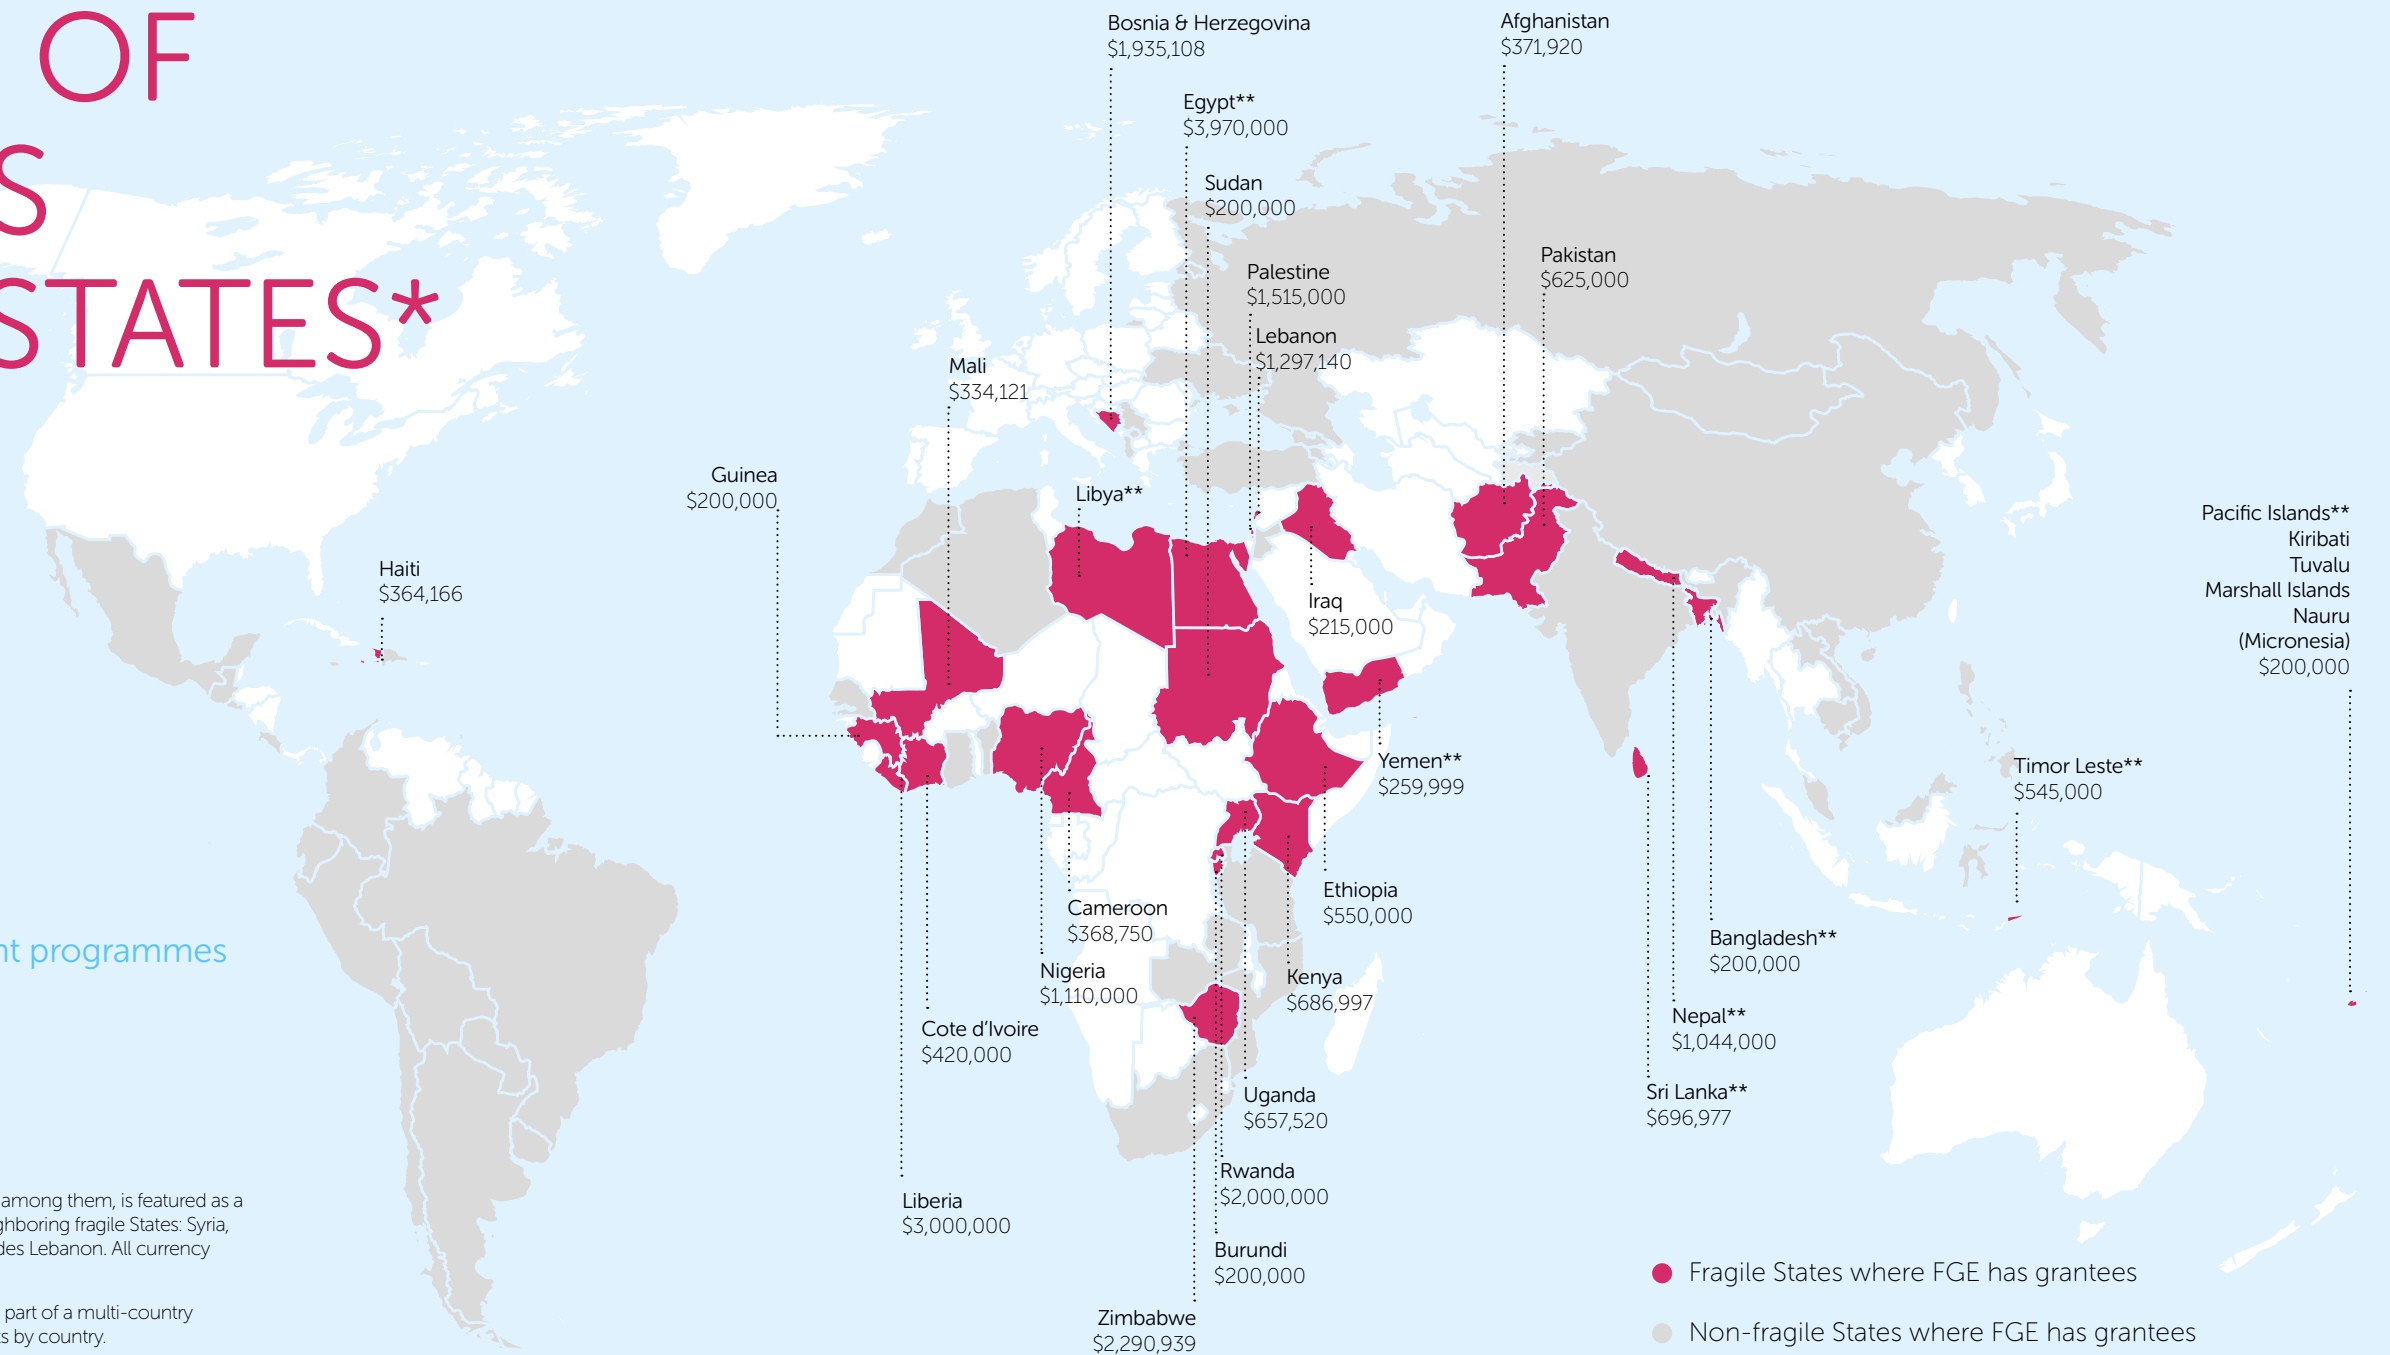 OF
S
STATES*
Bosnia & Herzegovina
$1,935,108
Afghanistan
$371,920
Egypt**
$3,970,000
Sudan
$200,000
Palestine
$1,515,000
Pakistan
$625,000
Lebanon
$1,297,140
Mali
$334,121
Guinea
$200,000
Libya**
Haiti
$364,166
Iraq
$215,000
Pacific Islands**
Kiribati
Tuvalu
Marshall Islands
Nauru
(Micronesia)
$200,000
Yemen**
$259,999
Timor Leste**
$545,000
Ethiopia
$550,000
Cameroon
$368,750
Nigeria
$1,110,000
Kenya
$686,997
Bangladesh**
$200,000
nt programmes
Cote d’Ivoire
$420,000
Nepal**
$1,044,000
Uganda
$657,520
Sri Lanka**
$696,977
Rwanda
$2,000,000
Liberia
$3,000,000
Burundi
$200,000
Zimbabwe
$2,290,939
among them, is featured as a
ghboring fragile States: Syria,
des Lebanon. All currency
part of a multi-country
ts by country.
Fragile States where FGE has grantees
Non-fragile States where FGE has grantees